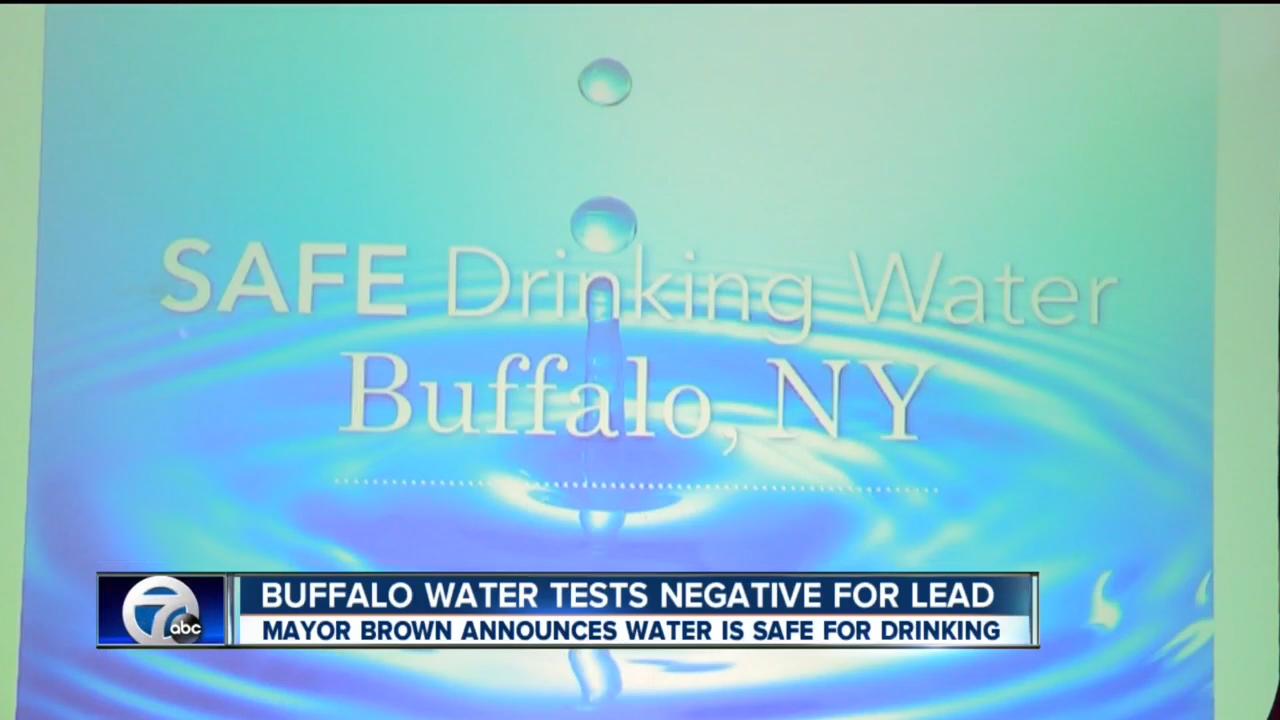 SAFE Drinking Water
Buffalo, NY
7 abc
BUFFALO WATER TESTS NEGATIVE FOR LEAD
MAYOR BROWN ANNOUNCES WATER IS SAFE FOR DRINKING